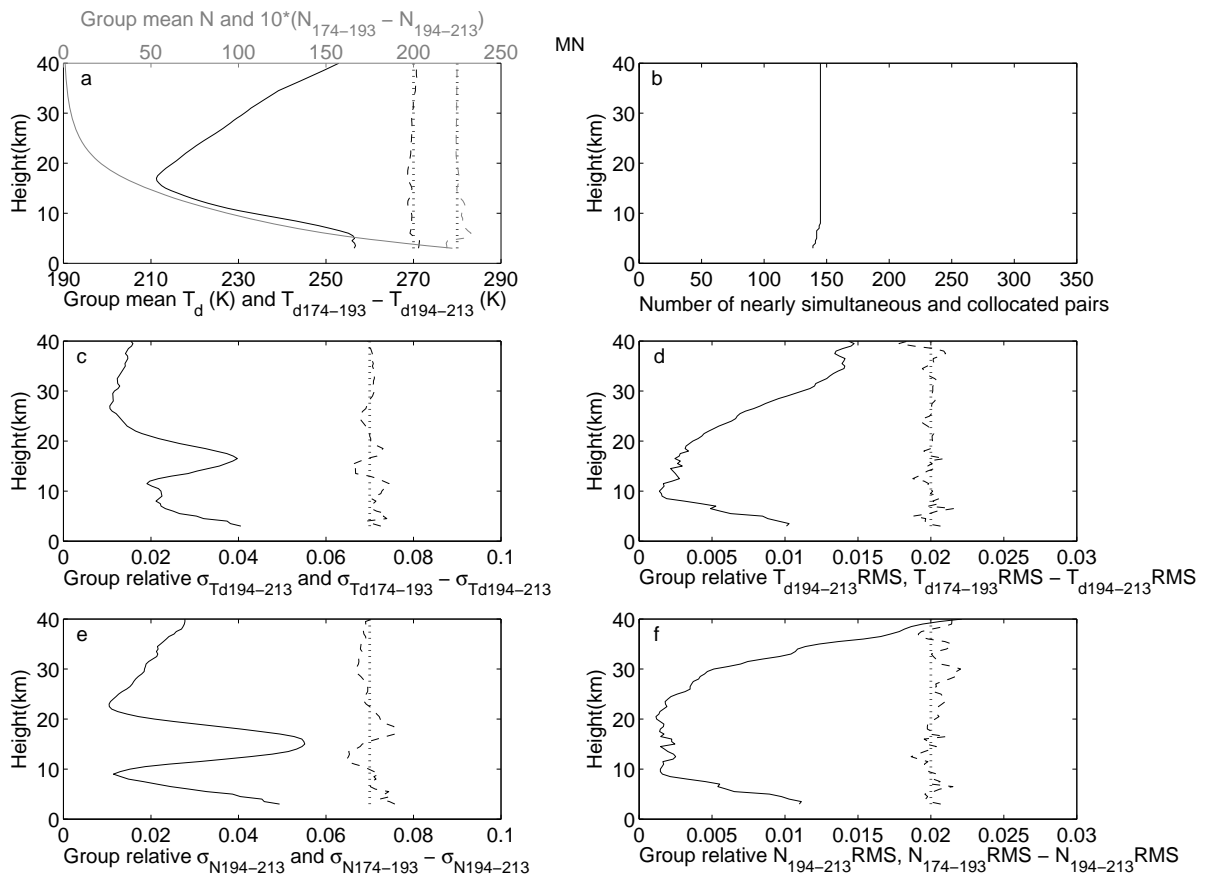 Group mean N and 10*(N174−193 − N194−213)
0 50 100 150 200 250
MN
a
40
30
20
10
0
Height(km)
190 210 230 250 270 290
Group mean Td (K) and Td174−193 − Td194−213 (K)
b
40
30
20
10
0
Height(km)
0 50 100 150 200 250 300 350
Number of nearly simultaneous and collocated pairs
c
40
30
20
10
0
Height(km)
0 0.02 0.04 0.06 0.08 0.1
Group relative σTd194−213 and σTd174−193 − σTd194−213
d
40
30
20
10
0
Height(km)
0 0.005 0.01 0.015 0.02 0.025 0.03
Group relative Td194−213RMS, Td174−193RMS − Td194−213RMS
e
40
30
20
10
0
Height(km)
0 0.02 0.04 0.06 0.08 0.1
Group relative σN194−213 and σN174−193 − σN194−213
f
40
30
20
10
0
Height(km)
0 0.005 0.01 0.015 0.02 0.025 0.03
Group relative N194−213RMS, N174−193RMS − N194−213RMS